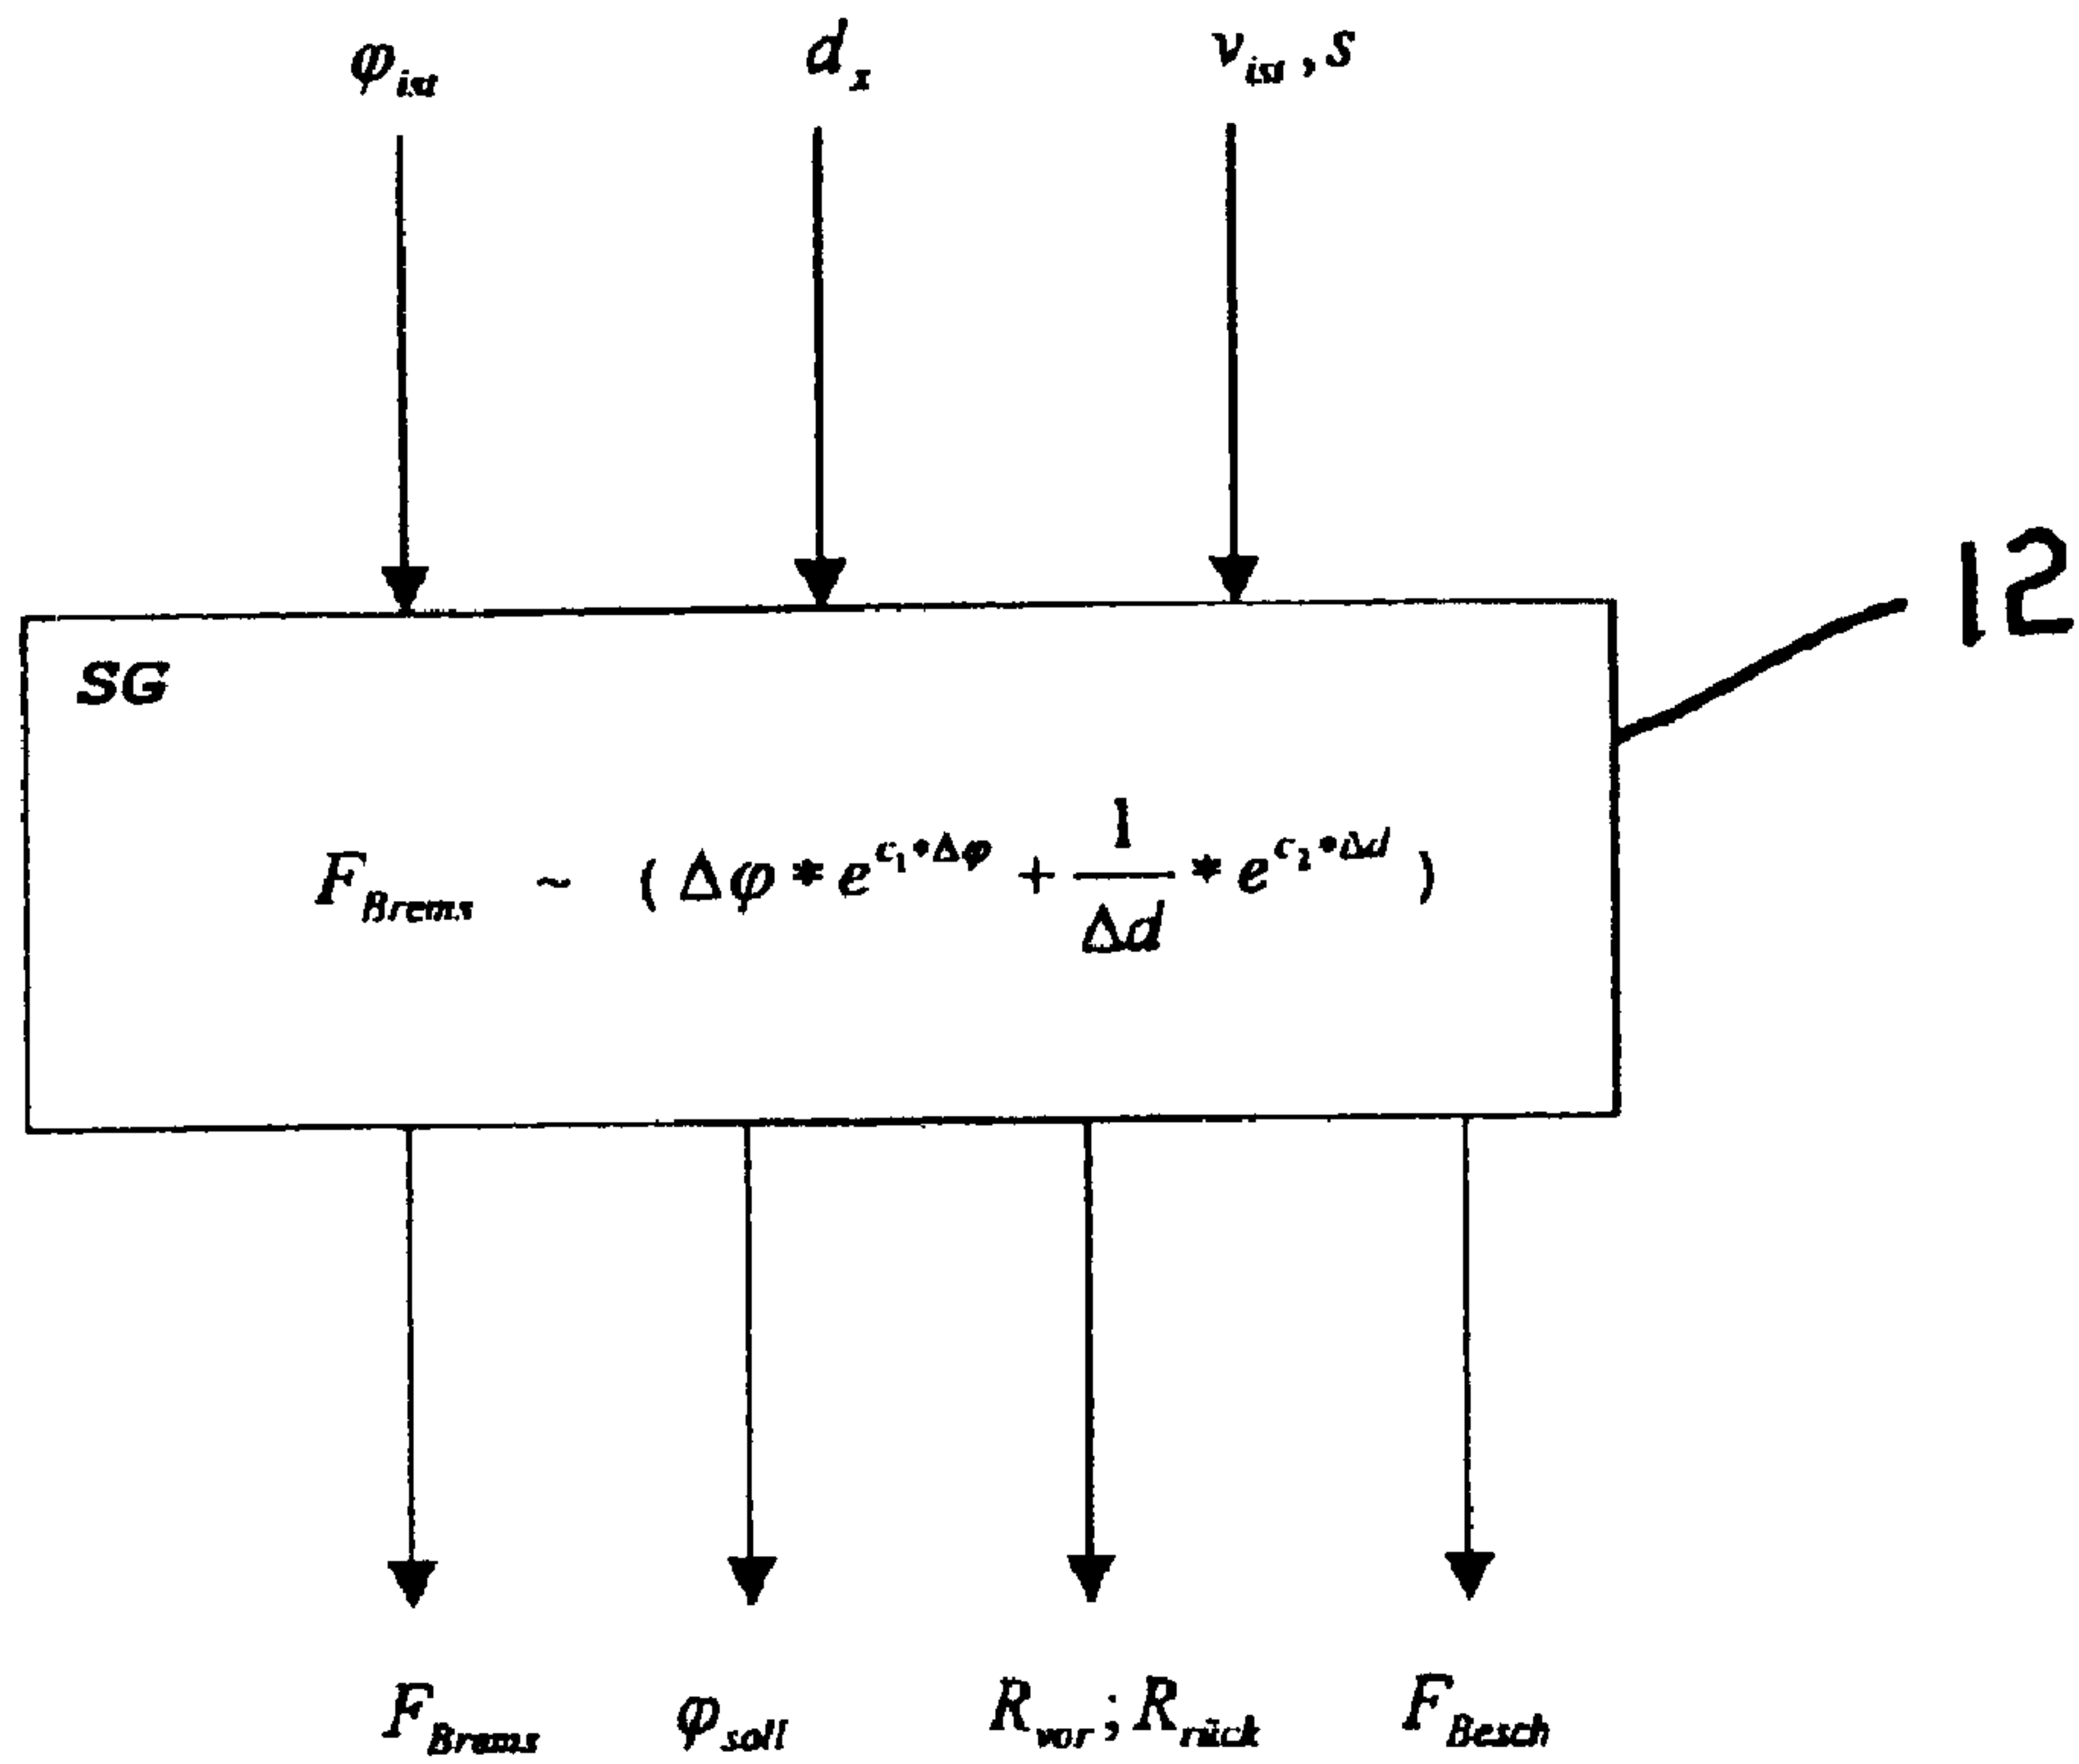 φ_ist d_x v_ist , s
12
SG
F_Brems ~ ( Δφ * e^{c_1 * Δφ} + 1/Δd * e^{c_2 * Δd} )
F_Brems φ_soll R_vor ; R_rück F_Besch